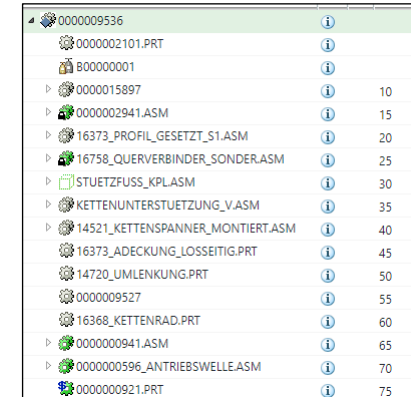 0000009536
0000002101.PRT
B00000001
0000015897 10
0000002941.ASM 15
16373_PROFIL_GESETZT_S1.ASM 20
16758_QUERVERBINDER_SONDER.ASM 25
STUETZFUSS_KPL.ASM 30
KETTENUNTERSTUETZUNG_V.ASM 35
14521_KETTENSPANNER_MONTIERT.ASM 40
16373_ADECKUNG_LOSSEITIG.PRT 45
14720_UMLENKUNG.PRT 50
0000009527 55
16368_KETTENRAD.PRT 60
0000000941.ASM 65
0000000596_ANTRIEBSWELLE.ASM 70
0000000921.PRT 75